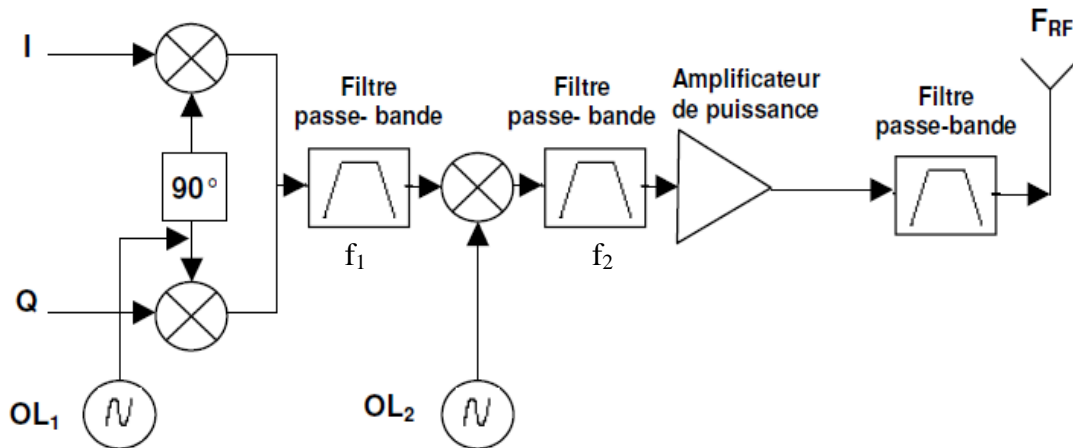 I
Filtre
passe- bande
Filtre
passe- bande
Amplificateur
de puissance
Filtre
passe-bande
F_RF
90°
f₁
f₂
Q
OL₁
OL₂